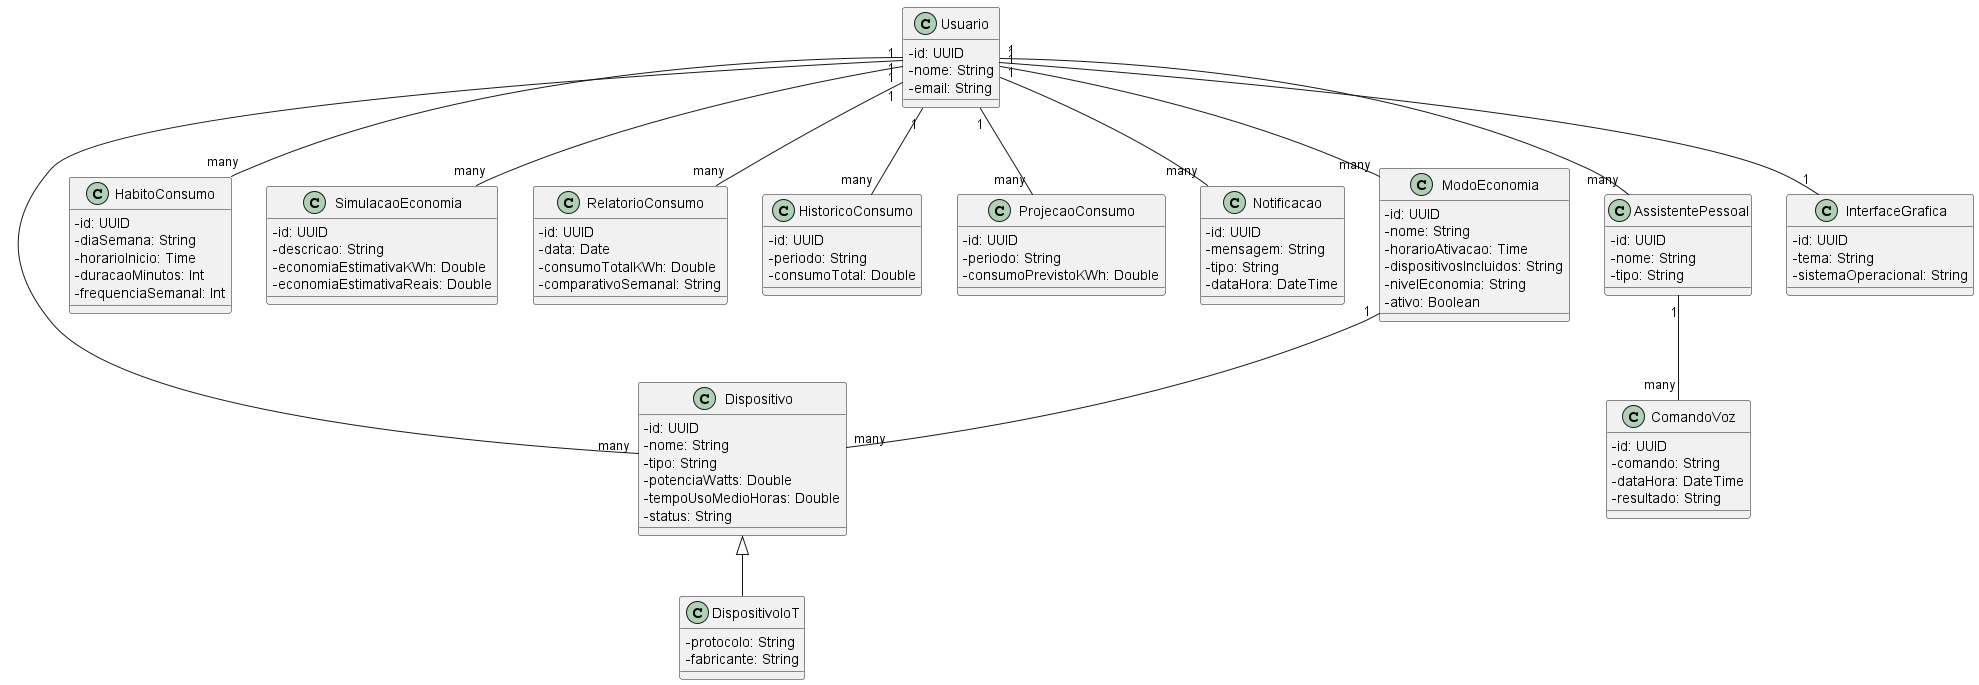 C Usuario
-id: UUID
-nome: String
-email: String
1
1
1
1
1
1
1
1
1
1
many
many
many
many
many
many
many
many
1
C HabitoConsumo
-id: UUID
-diaSemana: String
-horarioInicio: Time
-duracaoMinutos: Int
-frequenciaSemanal: Int
C SimulacaoEconomia
-id: UUID
-descricao: String
-economiaEstimativaKWh: Double
-economiaEstimativaReais: Double
C RelatorioConsumo
-id: UUID
-data: Date
-consumoTotalKWh: Double
-comparativoSemanal: String
C HistoricoConsumo
-id: UUID
-periodo: String
-consumoTotal: Double
C ProjecaoConsumo
-id: UUID
-periodo: String
-consumoPrevistoKWh: Double
C Notificacao
-id: UUID
-mensagem: String
-tipo: String
-dataHora: DateTime
C ModoEconomia
-id: UUID
-nome: String
-horarioAtivacao: Time
-dispositivosIncluidos: String
-nivelEconomia: String
-ativo: Boolean
C AssistentePessoal
-id: UUID
-nome: String
-tipo: String
C InterfaceGrafica
-id: UUID
-tema: String
-sistemaOperacional: String
1
1
many
many
many
C Dispositivo
-id: UUID
-nome: String
-tipo: String
-potenciaWatts: Double
-tempoUsoMedioHoras: Double
-status: String
C ComandoVoz
-id: UUID
-comando: String
-dataHora: DateTime
-resultado: String
C DispositivoIoT
-protocolo: String
-fabricante: String